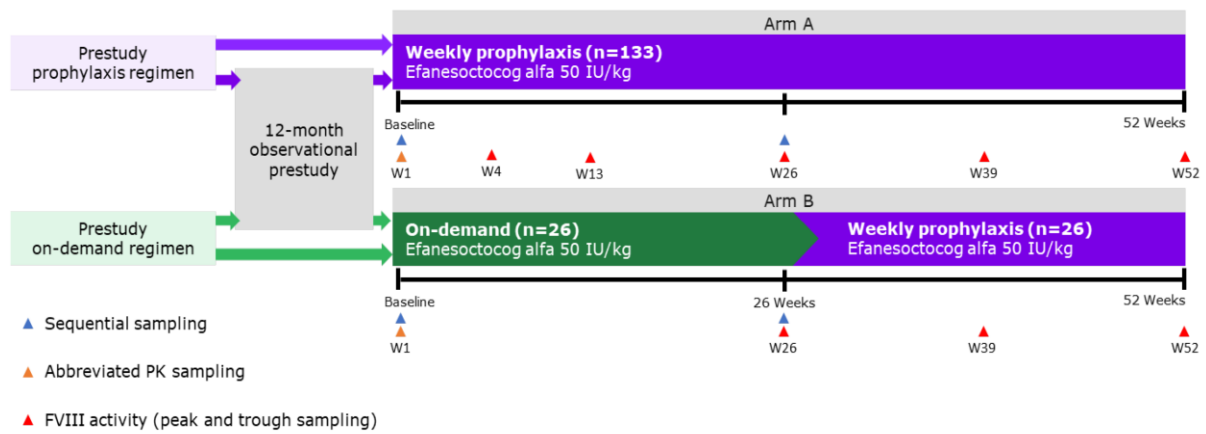 Arm A
Prestudy
prophylaxis regimen
Weekly prophylaxis (n=133)
Efanesoctocog alfa 50 IU/kg
12-month
observational
prestudy
Baseline
52 Weeks
W1
W4
W13
W26
W39
W52
Arm B
Prestudy
on-demand regimen
On-demand (n=26)
Efanesoctocog alfa 50 IU/kg
Weekly prophylaxis (n=26)
Efanesoctocog alfa 50 IU/kg
Baseline
26 Weeks
52 Weeks
W1
W26
W39
W52
Sequential sampling
Abbreviated PK sampling
FVIII activity (peak and trough sampling)